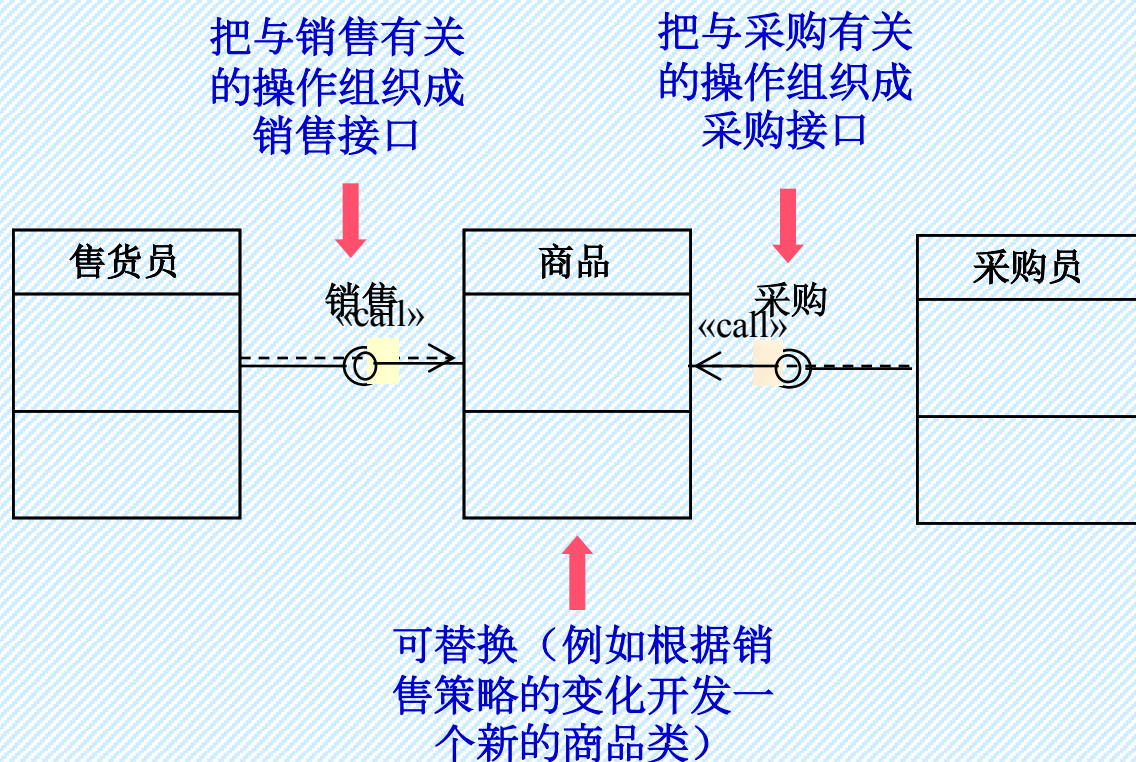 把与销售有关
的操作组织成
销售接口
把与采购有关
的操作组织成
采购接口
售货员
销售
«call»
商品
采购
«call»
采购员
可替换（例如根据销
售策略的变化开发一
个新的商品类）